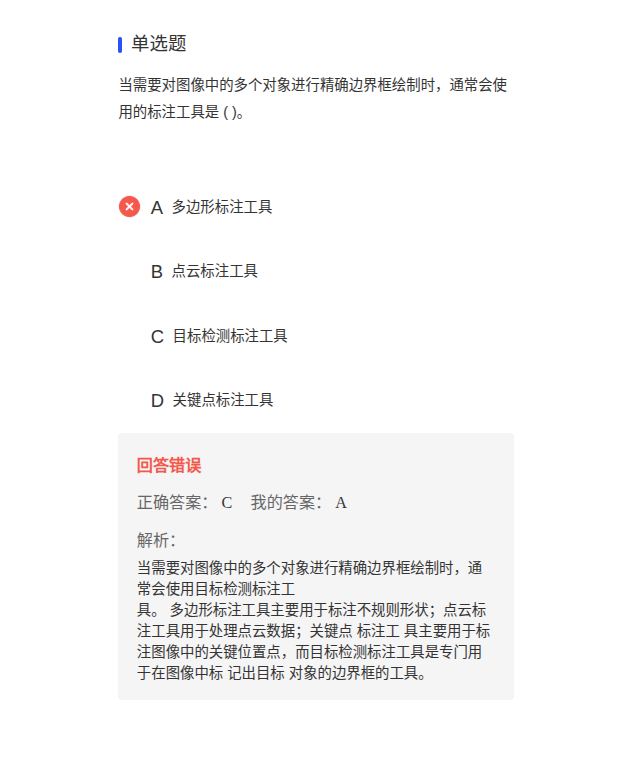 单选题
当需要对图像中的多个对象进行精确边界框绘制时，通常会使
用的标注工具是 ( )。
A 多边形标注工具
B 点云标注工具
C 目标检测标注工具
D 关键点标注工具
回答错误
正确答案： C 我的答案： A
解析：
当需要对图像中的多个对象进行精确边界框绘制时，通
常会使用目标检测标注工
具。 多边形标注工具主要用于标注不规则形状；点云标
注工具用于处理点云数据；关键点 标注工 具主要用于标
注图像中的关键位置点，而目标检测标注工具是专门用
于在图像中标 记出目标 对象的边界框的工具。